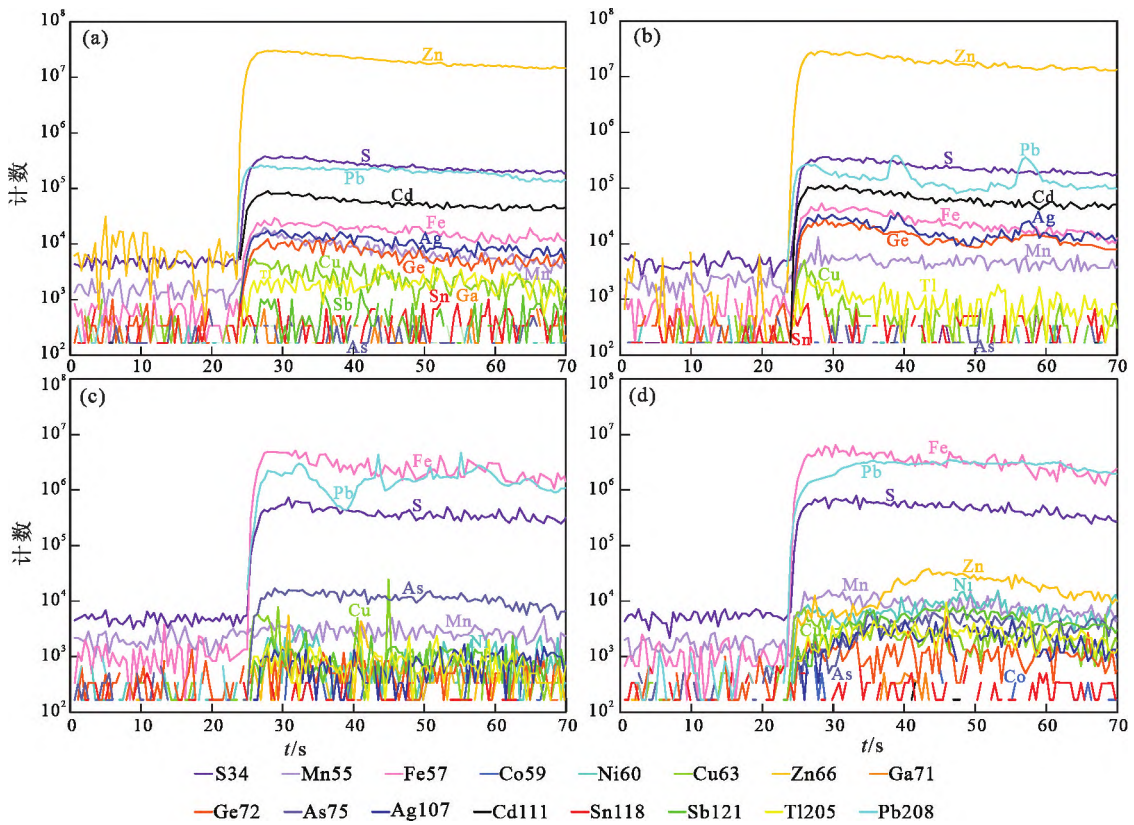 (a)
计数
10⁸
10⁷
10⁶
10⁵
10⁴
10³
10²
Zn
S
Pb
Cd
Fe
Ag
Ge
Mn
Cu
Tl
Sb
Sn
Ga
As
0
10
20
30
40
50
60
70
(b)
10⁸
10⁷
10⁶
10⁵
10⁴
10³
10²
Zn
Pb
S
Cd
Fe
Ag
Ge
Mn
Cu
Tl
Sn
As
0
10
20
30
40
50
60
70
(c)
计数
10⁸
10⁷
10⁶
10⁵
10⁴
10³
10²
Fe
Pb
S
As
Cu
Mn
0
10
20
30
40
50
60
70
t/s
(d)
10⁸
10⁷
10⁶
10⁵
10⁴
10³
10²
Fe
Pb
S
Zn
Ni
Mn
As
Co
0
10
20
30
40
50
60
70
t/s
S34 Mn55 Fe57 Co59 Ni60 Cu63 Zn66 Ga71
Ge72 As75 Ag107 Cd111 Sn118 Sb121 Tl205 Pb208